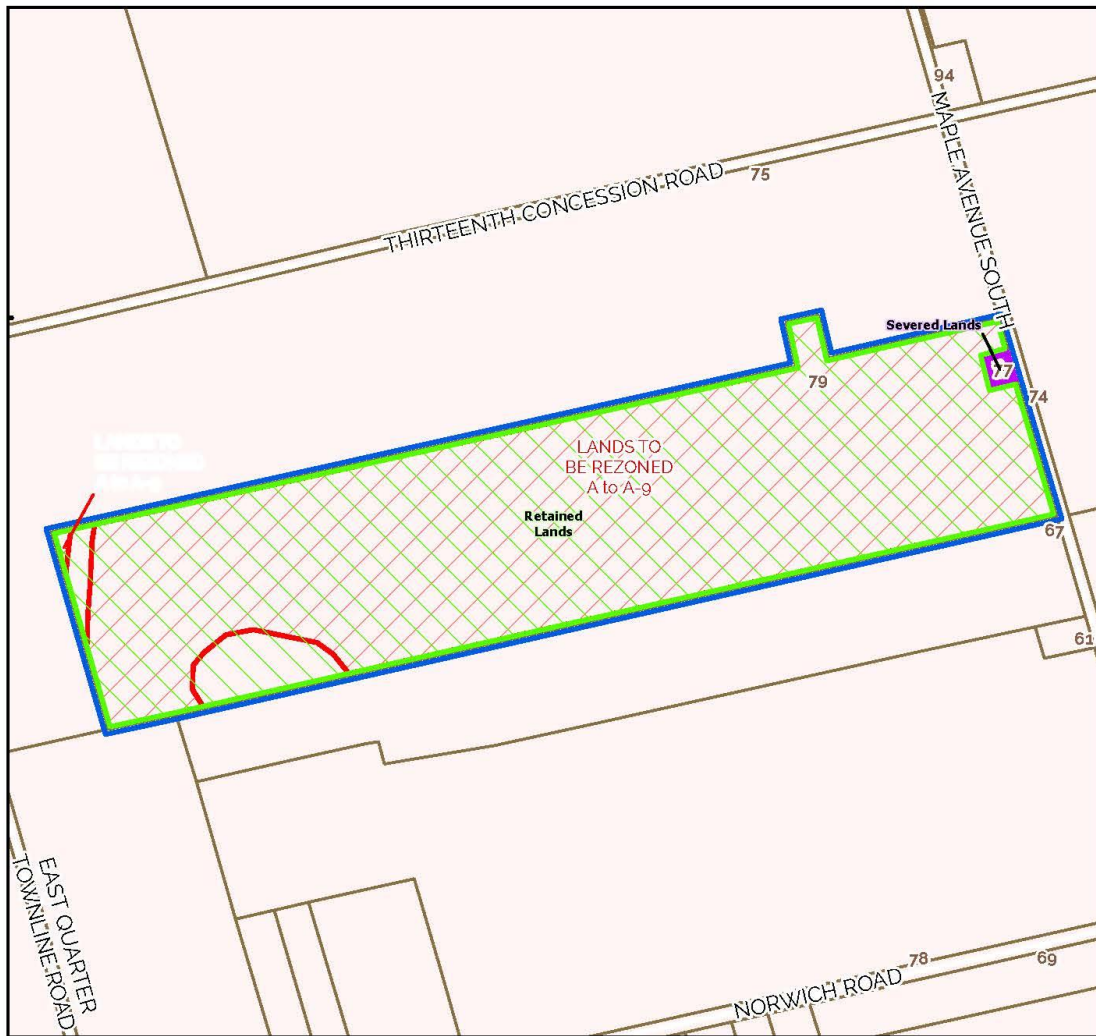 94
MAPLE AVENUE SOUTH
75
THIRTEENTH CONCESSION ROAD
Severed Lands
77
79
74
LANDS TO
BE REZONED
A to A-9
Retained
Lands
67
61
EAST QUARTER
TOWNLINE ROAD
78
69
NORWICH ROAD